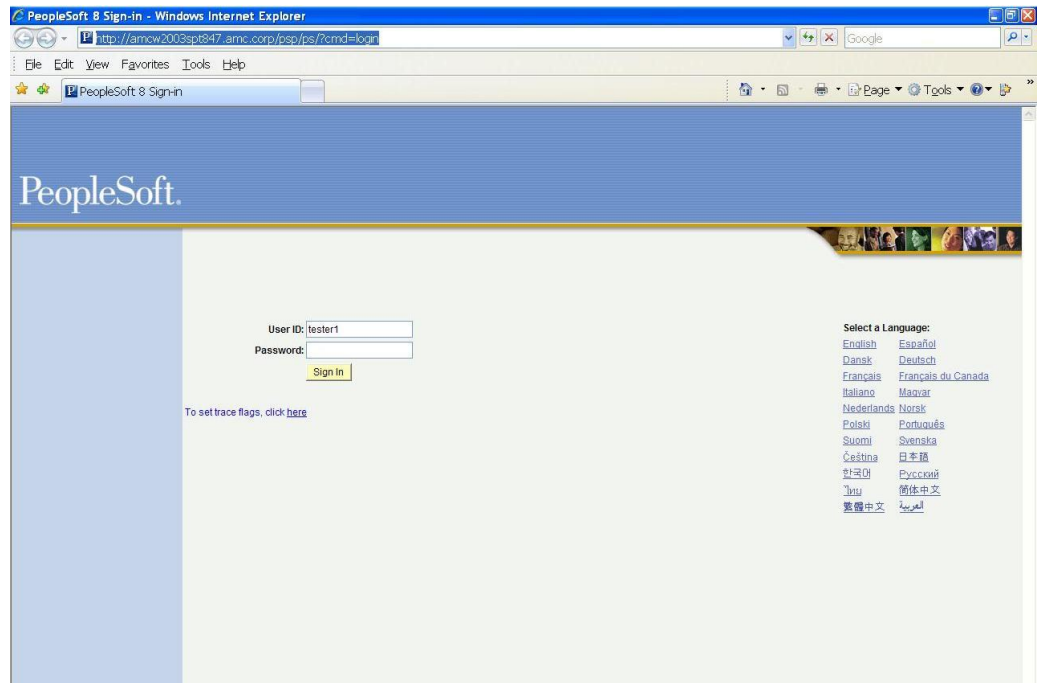 PeopleSoft 8 Sign-in - Windows Internet Explorer
http://amcw2003spt847.amc.corp/psp/ps/?cmd=login
Google
File Edit View Favorites Tools Help
PeopleSoft 8 Sign-in
Page Tools
PeopleSoft.
User ID: tester1
Password:
Sign In
To set trace flags, click here
Select a Language:
English Español
Dansk Deutsch
Français Français du Canada
Italiano Magyar
Nederlands Norsk
Polski Português
Suomi Svenska
Čeština 日本語
한국어 Русский
ไทย 简体中文
繁體中文 العربية